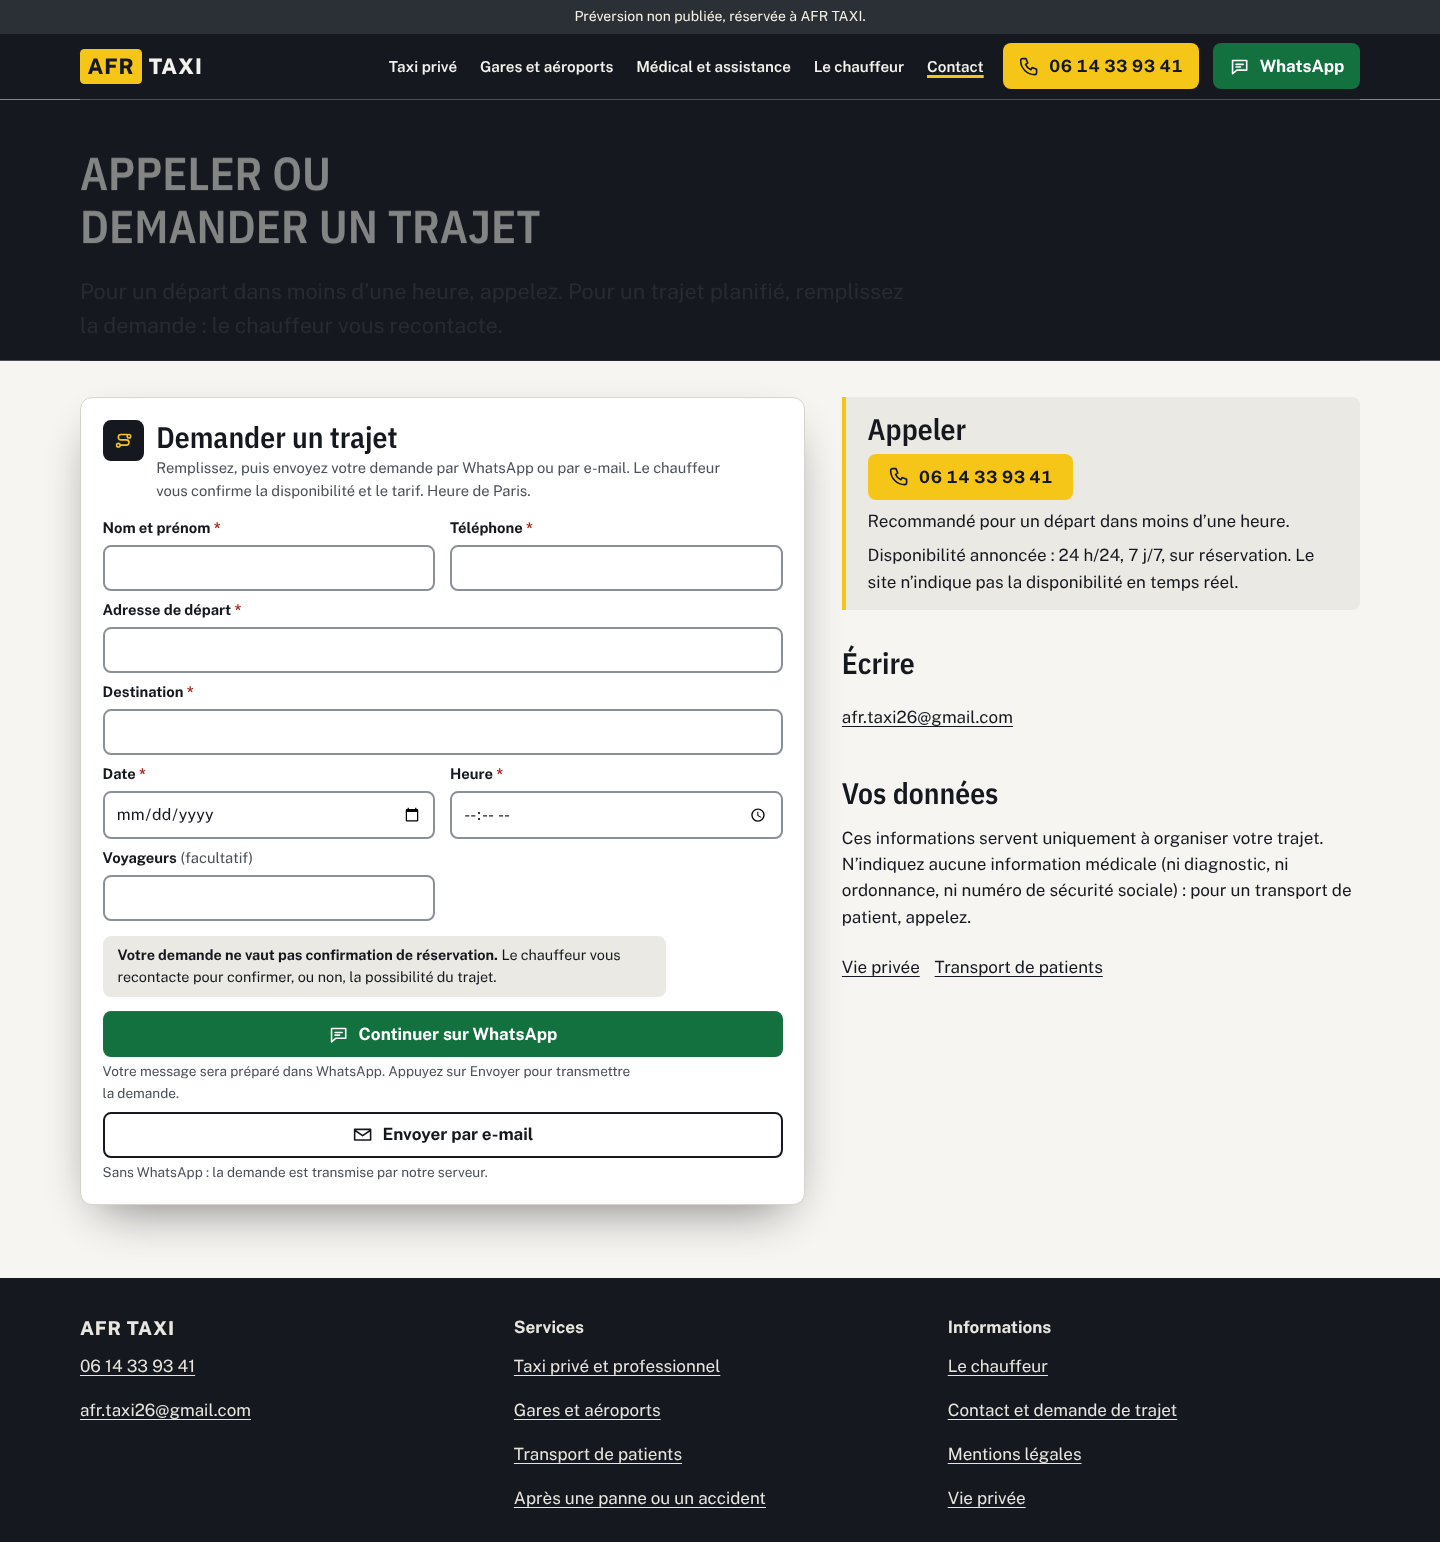 Préversion non publiée, réservée à AFR TAXI.
AFR TAXI
Taxi privé
Gares et aéroports
Médical et assistance
Le chauffeur
Contact
06 14 33 93 41
WhatsApp
APPELER OU
DEMANDER UN TRAJET
Pour un départ dans moins d’une heure, appelez. Pour un trajet planifié, remplissez
la demande : le chauffeur vous recontacte.
Demander un trajet
Remplissez, puis envoyez votre demande par WhatsApp ou par e-mail. Le chauffeur
vous confirme la disponibilité et le tarif. Heure de Paris.
Nom et prénom *
Téléphone *
Adresse de départ *
Destination *
Date *
Heure *
mm/dd/yyyy
--:-- --
Voyageurs (facultatif)
Votre demande ne vaut pas confirmation de réservation. Le chauffeur vous
recontacte pour confirmer, ou non, la possibilité du trajet.
Continuer sur WhatsApp
Votre message sera préparé dans WhatsApp. Appuyez sur Envoyer pour transmettre
la demande.
Envoyer par e-mail
Sans WhatsApp : la demande est transmise par notre serveur.
Appeler
06 14 33 93 41
Recommandé pour un départ dans moins d’une heure.
Disponibilité annoncée : 24 h/24, 7 j/7, sur réservation. Le
site n’indique pas la disponibilité en temps réel.
Écrire
afr.taxi26@gmail.com
Vos données
Ces informations servent uniquement à organiser votre trajet.
N’indiquez aucune information médicale (ni diagnostic, ni
ordonnance, ni numéro de sécurité sociale) : pour un transport de
patient, appelez.
Vie privée
Transport de patients
AFR TAXI
06 14 33 93 41
afr.taxi26@gmail.com
Services
Taxi privé et professionnel
Gares et aéroports
Transport de patients
Après une panne ou un accident
Informations
Le chauffeur
Contact et demande de trajet
Mentions légales
Vie privée